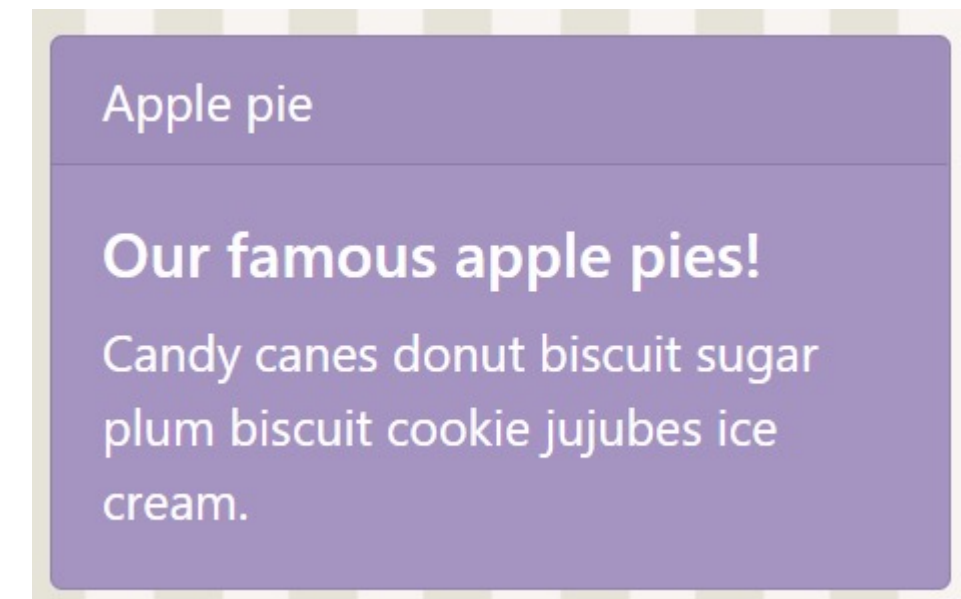 Apple pie
Our famous apple pies!
Candy canes donut biscuit sugar
plum biscuit cookie jujubes ice
cream.